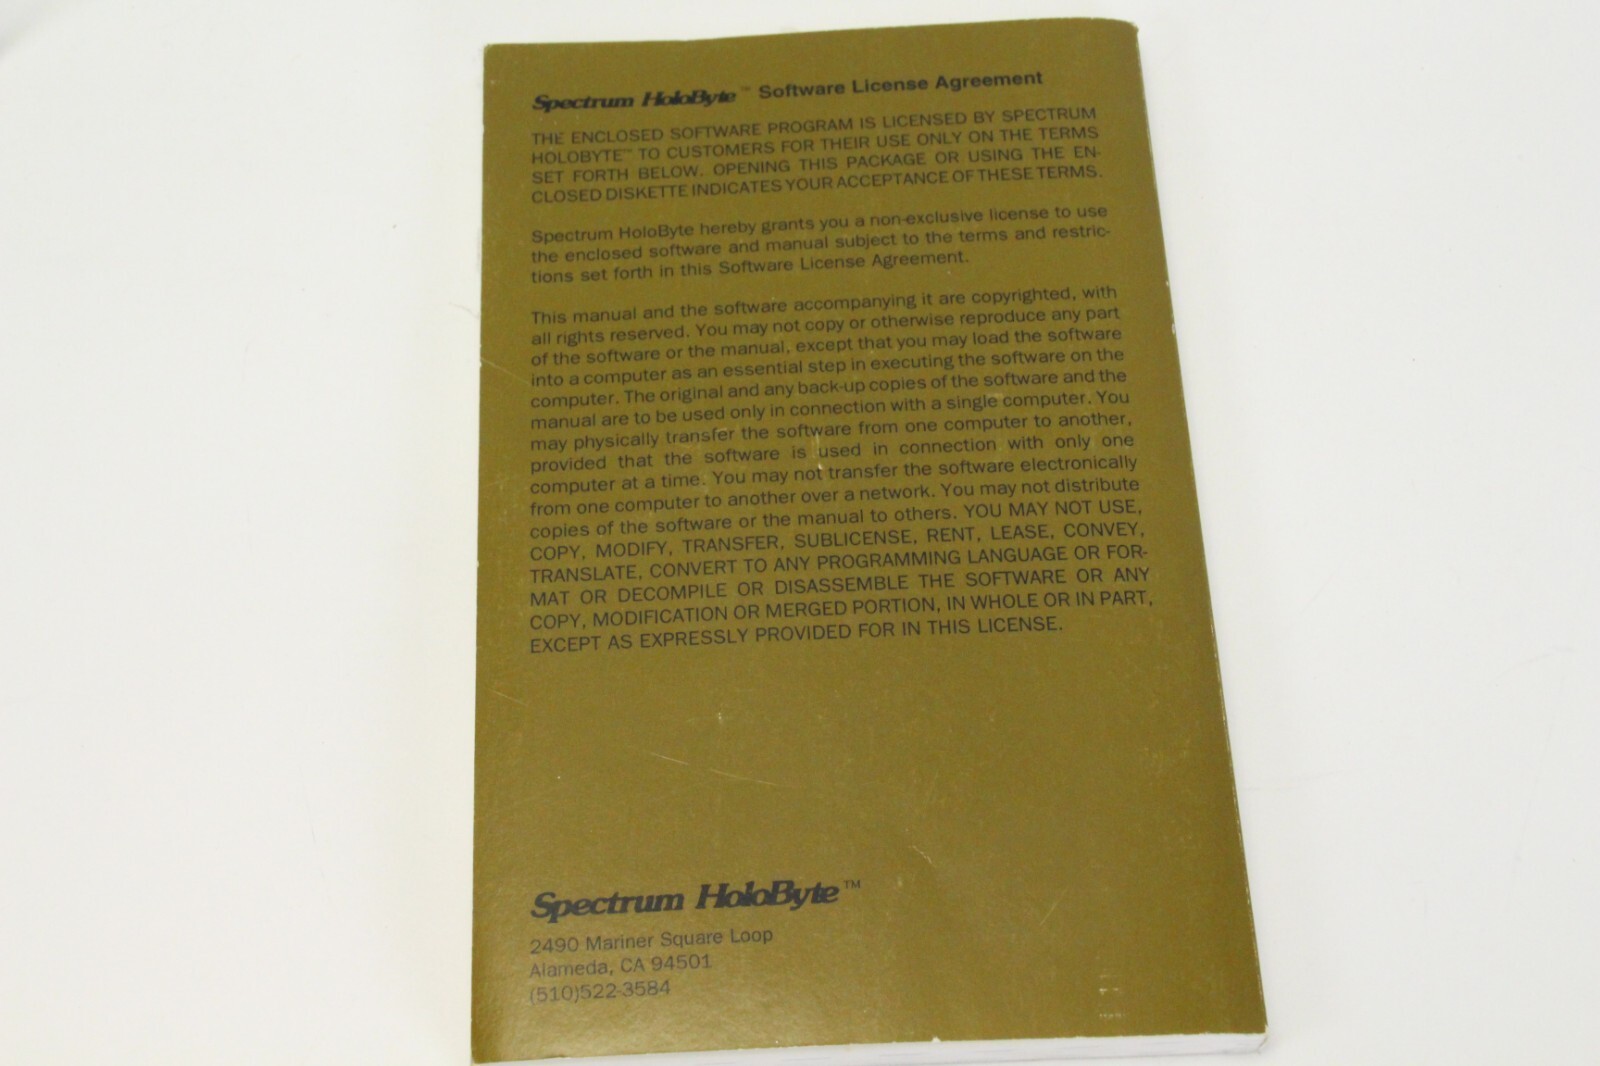 Spectrum HoloByte™ Software License Agreement
THE ENCLOSED SOFTWARE PROGRAM IS LICENSED BY SPECTRUM
HOLOBYTE™ TO CUSTOMERS FOR THEIR USE ONLY ON THE TERMS
SET FORTH BELOW. OPENING THIS PACKAGE OR USING THE EN-
CLOSED DISKETTE INDICATES YOUR ACCEPTANCE OF THESE TERMS.
Spectrum HoloByte hereby grants you a non-exclusive license to use
the enclosed software and manual subject to the terms and restric-
tions set forth in this Software License Agreement.
This manual and the software accompanying it are copyrighted, with
all rights reserved. You may not copy or otherwise reproduce any part
of the software or the manual, except that you may load the software
into a computer as an essential step in executing the software on the
computer. The original and any back-up copies of the software and the
manual are to be used only in connection with a single computer. You
may physically transfer the software from one computer to another,
provided that the software is used in connection with only one
computer at a time. You may not transfer the software electronically
from one computer to another over a network. You may not distribute
copies of the software or the manual to others. YOU MAY NOT USE,
COPY, MODIFY, TRANSFER, SUBLICENSE, RENT, LEASE, CONVEY,
TRANSLATE, CONVERT TO ANY PROGRAMMING LANGUAGE OR FOR-
MAT OR DECOMPILE OR DISASSEMBLE THE SOFTWARE OR ANY
COPY, MODIFICATION OR MERGED PORTION, IN WHOLE OR IN PART,
EXCEPT AS EXPRESSLY PROVIDED FOR IN THIS LICENSE.
Spectrum HoloByte™
2490 Mariner Square Loop
Alameda, CA 94501
(510)522-3584